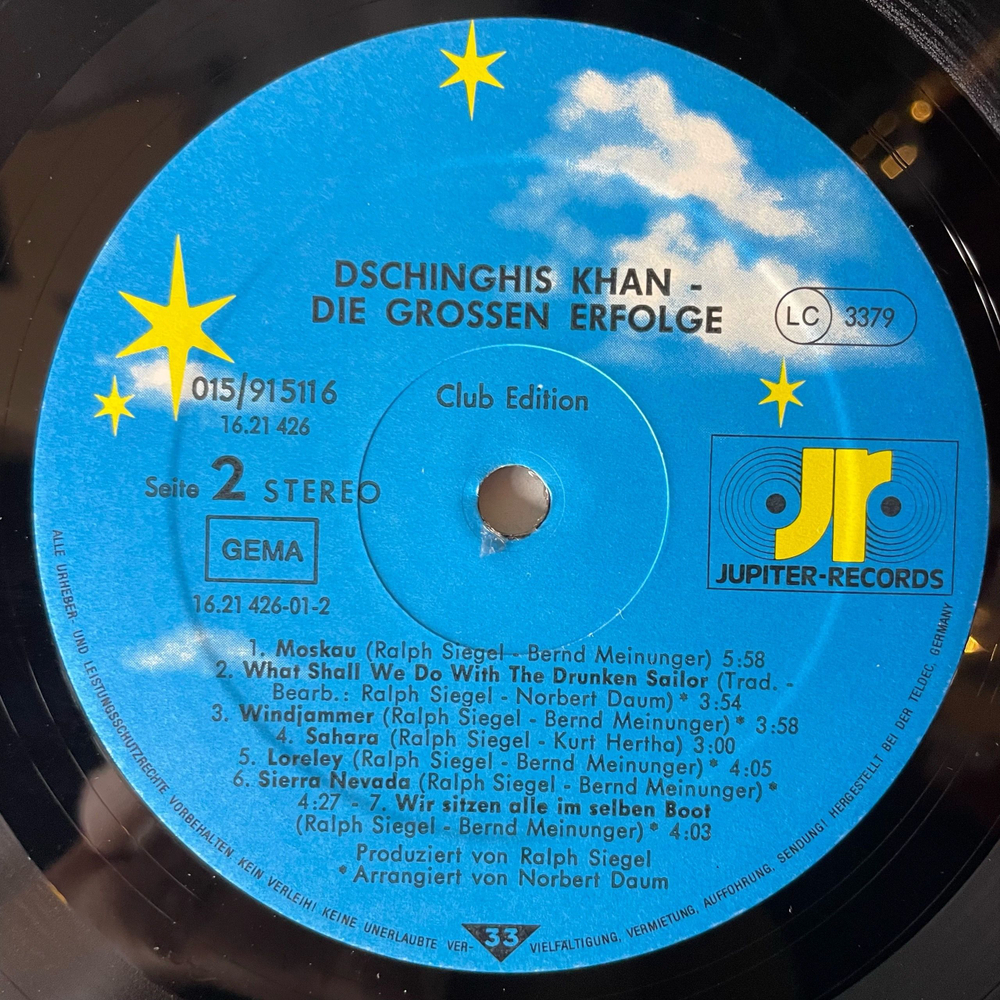 DSCHINGHIS KHAN -
DIE GROSSEN ERFOLGE
LC 3379
015/915116
16.21 426
Club Edition
Seite 2 STEREO
GEMA
16.21 426-01-2
JR
JUPITER-RECORDS
1. Moskau (Ralph Siegel - Bernd Meinunger) 5:58
2. What Shall We Do With The Drunken Sailor (Trad. -
Bearb.: Ralph Siegel - Norbert Daum)* 3:54
3. Windjammer (Ralph Siegel - Bernd Meinunger)* 3:58
4. Sahara (Ralph Siegel - Kurt Hertha) 3:00
5. Loreley (Ralph Siegel - Bernd Meinunger)* 4:05
6. Sierra Nevada (Ralph Siegel - Bernd Meinunger)*
4:27 - 7. Wir sitzen alle im selben Boot
(Ralph Siegel - Bernd Meinunger)* 4:03
Produziert von Ralph Siegel
*Arrangiert von Norbert Daum
ALLE URHEBER- UND LEISTUNGSSCHUTZRECHTE VORBEHALTEN KEIN VERLEIH! KEINE UNERLAUBTE VER- VIELFÄLTIGUNG, VERMIETUNG, AUFFÜHRUNG, SENDUNG! HERGESTELLT BEI DER TELDEC, GERMANY
33